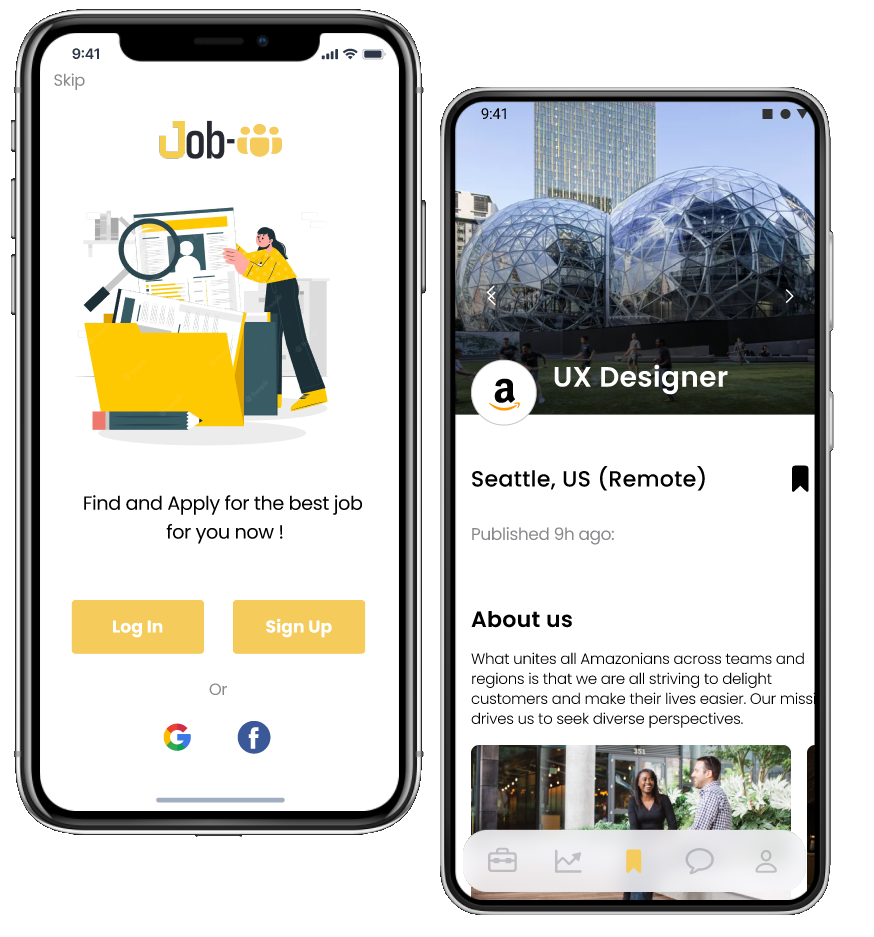 9:41
Skip
Job-
Find and Apply for the best job
for you now !
Log In
Sign Up
Or
f
9:41
a
UX Designer
Seattle, US (Remote)
Published 9h ago:
About us
What unites all Amazonians across teams and
regions is that we are all striving to delight
customers and make their lives easier. Our missi
drives us to seek diverse perspectives.
351